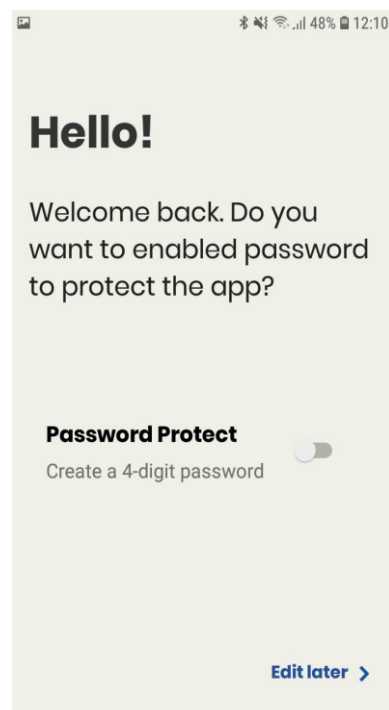 48% 12:10
Hello!
Welcome back. Do you
want to enabled password
to protect the app?
Password Protect
Create a 4-digit password
Edit later